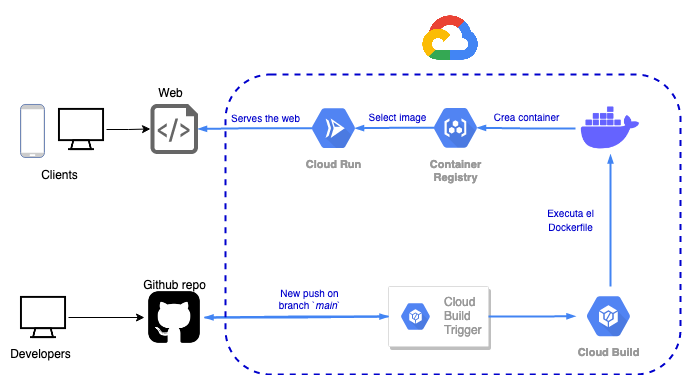 Web
Serves the web
Select image
Crea container
Clients
Cloud Run
Container
Registry
Executa el
Dockerfile
Github repo
New push on
branch `main`
Cloud
Build
Trigger
Developers
Cloud Build